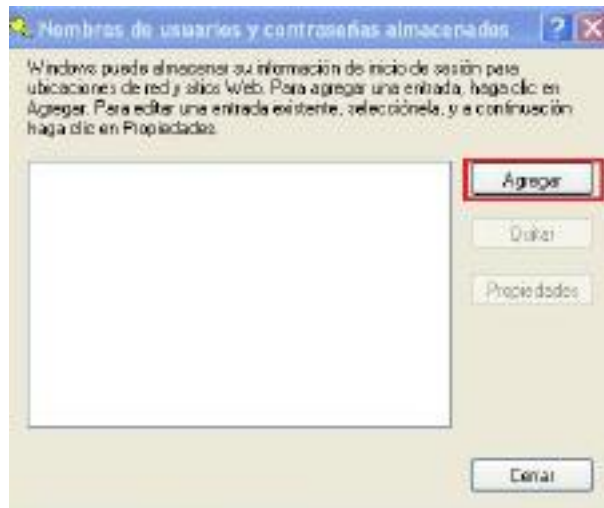 Nombres de usuarios y contraseñas almacenados
Windows puede almacenar su información de inicio de sesión para
ubicaciones de red y sitios Web. Para agregar una entrada, haga clic en
Agregar. Para editar una entrada existente, selecciónela, y a continuación
haga clic en Propiedades.
Agregar
Quitar
Propiedades
Cerrar